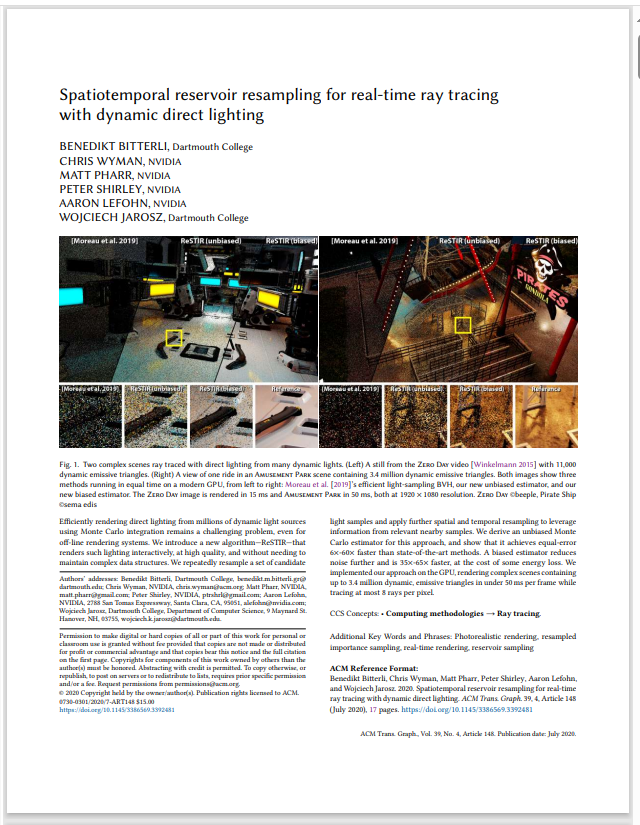 Spatiotemporal reservoir resampling for real-time ray tracing
with dynamic direct lighting
BENEDIKT BITTERLI, Dartmouth College
CHRIS WYMAN, NVIDIA
MATT PHARR, NVIDIA
PETER SHIRLEY, NVIDIA
AARON LEFOHN, NVIDIA
WOJCIECH JAROSZ, Dartmouth College
[Moreau et al. 2019] ReSTIR (unbiased) ReSTIR (biased) [Moreau et al. 2019] ReSTIR (unbiased) ReSTIR (biased)
PIRATES
GONDOLA
[Moreau et al. 2019] ReSTIR (unbiased) ReSTIR (biased) Reference [Moreau et al. 2019] ReSTIR (unbiased) ReSTIR (biased) Reference
Fig. 1. Two complex scenes ray traced with direct lighting from many dynamic lights. (Left) A still from the Zero Day video [Winkelmann 2015] with 11,000
dynamic emissive triangles. (Right) A view of one ride in an Amusement Park scene containing 3.4 million dynamic emissive triangles. Both images show three
methods running in equal time on a modern GPU, from left to right: Moreau et al. [2019]'s efficient light-sampling BVH, our new unbiased estimator, and our
new biased estimator. The Zero Day image is rendered in 15 ms and Amusement Park in 50 ms, both at 1920 × 1080 resolution. Zero Day ©beeple, Pirate Ship
©sema edis
Efficiently rendering direct lighting from millions of dynamic light sources
using Monte Carlo integration remains a challenging problem, even for
off-line rendering systems. We introduce a new algorithm—ReSTIR—that
renders such lighting interactively, at high quality, and without needing to
maintain complex data structures. We repeatedly resample a set of candidate
Authors' addresses: Benedikt Bitterli, Dartmouth College, benedikt.m.bitterli.gr@
dartmouth.edu; Chris Wyman, NVIDIA, chris.wyman@acm.org; Matt Pharr, NVIDIA,
matt.pharr@gmail.com; Peter Shirley, NVIDIA, ptrshrl@gmail.com; Aaron Lefohn,
NVIDIA, 2788 San Tomas Expressway, Santa Clara, CA, 95051, alefohn@nvidia.com;
Wojciech Jarosz, Dartmouth College, Department of Computer Science, 9 Maynard St.
Hanover, NH, 03755, wojciech.k.jarosz@dartmouth.edu.
Permission to make digital or hard copies of all or part of this work for personal or
classroom use is granted without fee provided that copies are not made or distributed
for profit or commercial advantage and that copies bear this notice and the full citation
on the first page. Copyrights for components of this work owned by others than the
author(s) must be honored. Abstracting with credit is permitted. To copy otherwise, or
republish, to post on servers or to redistribute to lists, requires prior specific permission
and/or a fee. Request permissions from permissions@acm.org.
© 2020 Copyright held by the owner/author(s). Publication rights licensed to ACM.
0730-0301/2020/7-ART148 $15.00
https://doi.org/10.1145/3386569.3392481
light samples and apply further spatial and temporal resampling to leverage
information from relevant nearby samples. We derive an unbiased Monte
Carlo estimator for this approach, and show that it achieves equal-error
6×-60× faster than state-of-the-art methods. A biased estimator reduces
noise further and is 35×-65× faster, at the cost of some energy loss. We
implemented our approach on the GPU, rendering complex scenes containing
up to 3.4 million dynamic, emissive triangles in under 50 ms per frame while
tracing at most 8 rays per pixel.
CCS Concepts: • Computing methodologies → Ray tracing.
Additional Key Words and Phrases: Photorealistic rendering, resampled
importance sampling, real-time rendering, reservoir sampling
ACM Reference Format:
Benedikt Bitterli, Chris Wyman, Matt Pharr, Peter Shirley, Aaron Lefohn,
and Wojciech Jarosz. 2020. Spatiotemporal reservoir resampling for real-time
ray tracing with dynamic direct lighting. ACM Trans. Graph. 39, 4, Article 148
(July 2020), 17 pages. https://doi.org/10.1145/3386569.3392481
ACM Trans. Graph., Vol. 39, No. 4, Article 148. Publication date: July 2020.